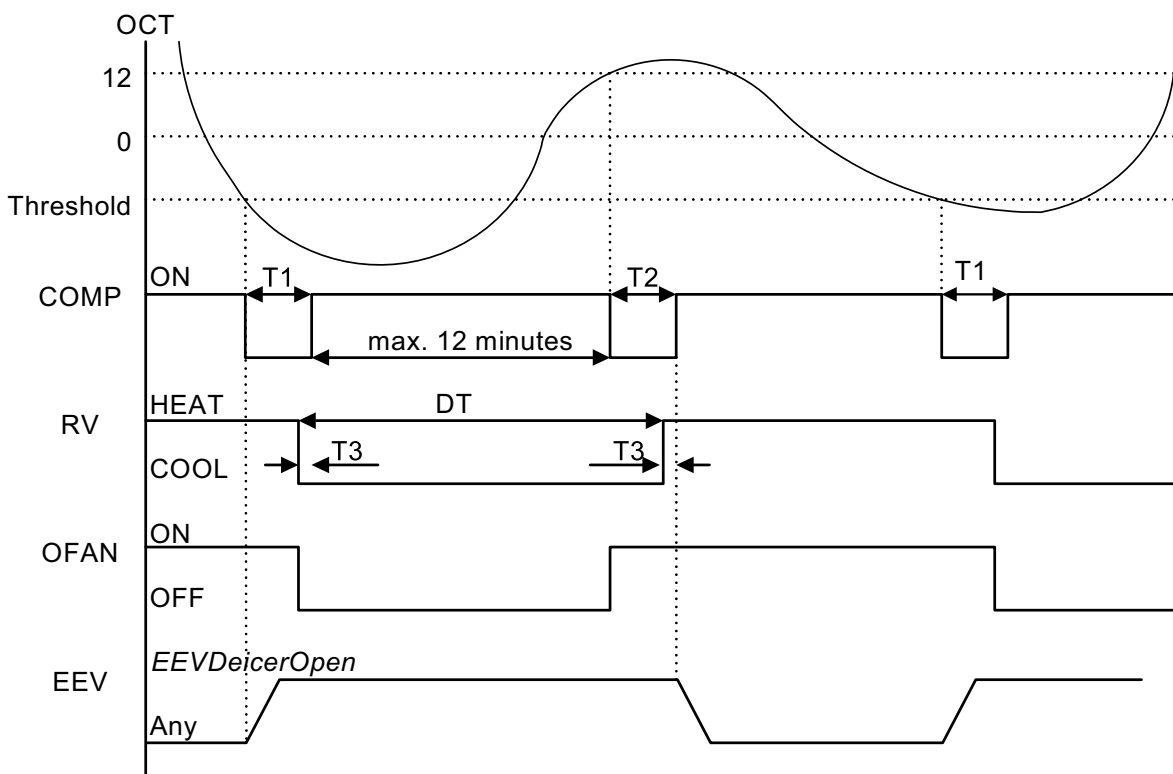 OCT
12
0
Threshold
ON
T1
T2
T1
COMP
max. 12 minutes
HEAT
DT
RV
T3
T3
COOL
ON
OFAN
OFF
EEVDeicerOpen
EEV
Any